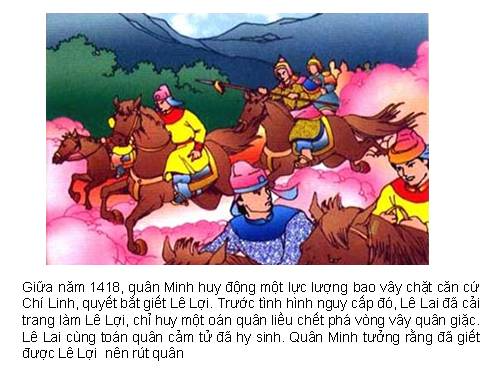 Giữa năm 1418, quân Minh huy động một lực lượng bao vây chặt căn cứ
Chí Linh, quyết bắt giết Lê Lợi. Trước tình hình nguy cấp đó, Lê Lai đã cải
trang làm Lê Lợi, chỉ huy một oán quân liều chết phá vòng vây quân giặc.
Lê Lai cùng toán quân cảm tử đã hy sinh. Quân Minh tưởng rằng đã giết
được Lê Lợi nên rút quân